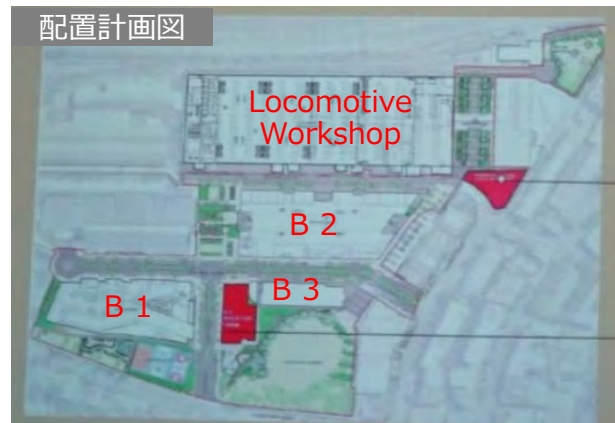 配置計画図
Locomotive
Workshop
B 2
B 3
B 1